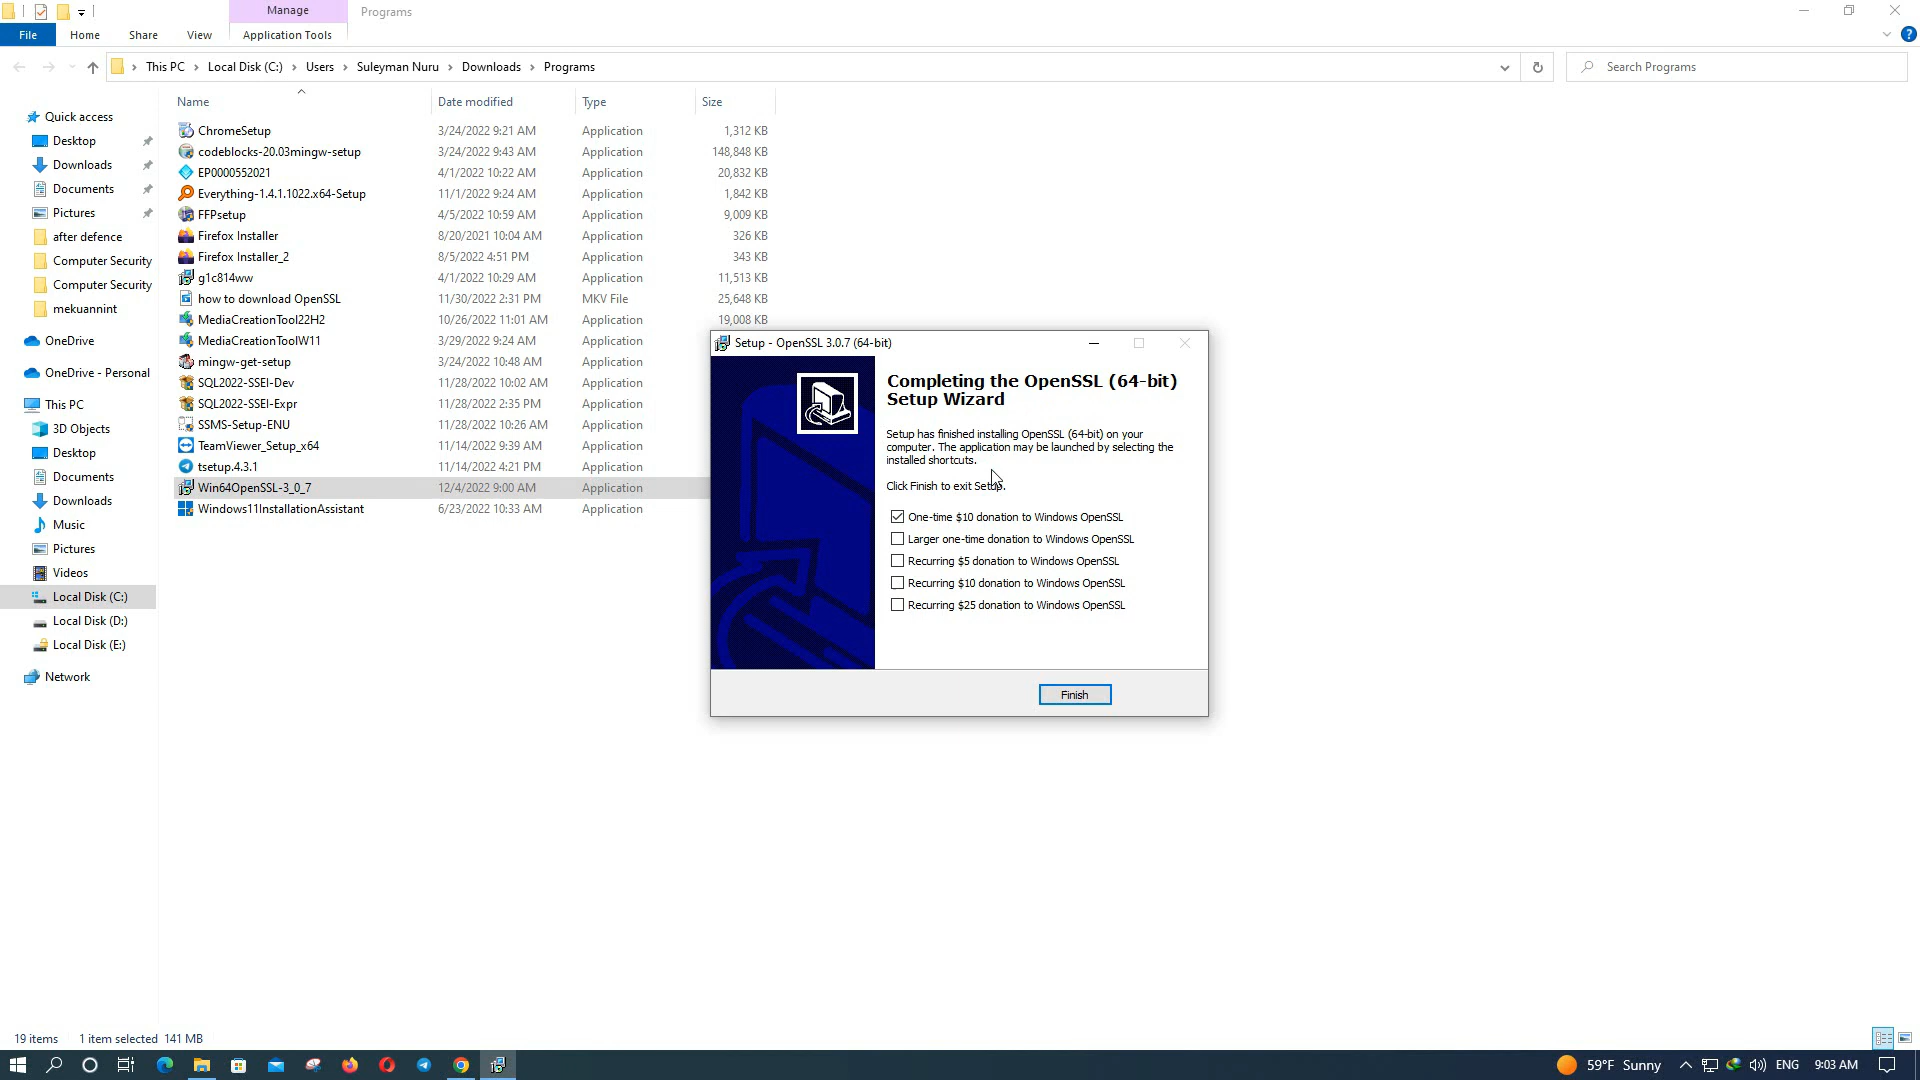 Manage
Programs
File
Home
Share
View
Application Tools
This PC
Local Disk (C:)
Users
Suleyman Nuru
Downloads
Programs
Search Programs
Name
Date modified
Type
Size
Quick access
Desktop
Downloads
Documents
Pictures
after defence
Computer Security
Computer Security
mekuannint
OneDrive
OneDrive - Personal
This PC
3D Objects
Desktop
Documents
Downloads
Music
Pictures
Videos
Local Disk (C:)
Local Disk (D:)
Local Disk (E:)
Network
ChromeSetup 3/24/2022 9:21 AM Application 1,312 KB
codeblocks-20.03mingw-setup 3/24/2022 9:43 AM Application 148,848 KB
EP0000552021 4/1/2022 10:22 AM Application 20,832 KB
Everything-1.4.1.1022.x64-Setup 11/1/2022 9:24 AM Application 1,842 KB
FFPsetup 4/5/2022 10:59 AM Application 9,009 KB
Firefox Installer 8/20/2021 10:04 AM Application 326 KB
Firefox Installer_2 8/5/2022 4:51 PM Application 343 KB
g1c814ww 4/1/2022 10:29 AM Application 11,513 KB
how to download OpenSSL 11/30/2022 2:31 PM MKV File 25,648 KB
MediaCreationTool22H2 10/26/2022 11:01 AM Application 19,008 KB
MediaCreationToolW11 3/29/2022 9:24 AM Application
mingw-get-setup 3/24/2022 10:48 AM Application
SQL2022-SSEI-Dev 11/28/2022 10:02 AM Application
SQL2022-SSEI-Expr 11/28/2022 2:35 PM Application
SSMS-Setup-ENU 11/28/2022 10:26 AM Application
TeamViewer_Setup_x64 11/14/2022 9:39 AM Application
tsetup.4.3.1 11/14/2022 4:21 PM Application
Win64OpenSSL-3_0_7 12/4/2022 9:00 AM Application
Windows11InstallationAssistant 6/23/2022 10:33 AM Application
Setup - OpenSSL 3.0.7 (64-bit)
Completing the OpenSSL (64-bit)
Setup Wizard
Setup has finished installing OpenSSL (64-bit) on your
computer. The application may be launched by selecting the
installed shortcuts.
Click Finish to exit Setup.
One-time $10 donation to Windows OpenSSL
Larger one-time donation to Windows OpenSSL
Recurring $5 donation to Windows OpenSSL
Recurring $10 donation to Windows OpenSSL
Recurring $25 donation to Windows OpenSSL
Finish
19 items 1 item selected 141 MB
59°F Sunny
ENG
9:03 AM